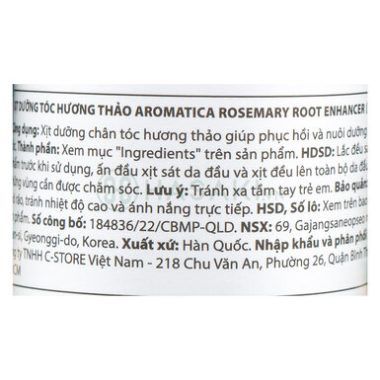 ỊT DƯỠNG TÓC HƯƠNG THẢO AROMATICA ROSEMARY ROOT ENHANCER
Công dụng: Xịt dưỡng chân tóc hương thảo giúp phục hồi và nuôi dưỡng
Thành phần: Xem mục "Ingredients" trên sản phẩm. HDSD: Lắc đều sản
trước khi sử dụng, ấn đầu xịt sát da đầu và xịt đều lên toàn bộ da đầu
vùng cần được chăm sóc. Lưu ý: Tránh xa tầm tay trẻ em. Bảo quản:
ráo, tránh nhiệt độ cao và ánh nắng trực tiếp. HSD, Số lô: Xem trên bao
Số công bố: 184836/22/CBMP-QLD. NSX: 69, Gajangsaneopseo
Gyeonggi-do, Korea. Xuất xứ: Hàn Quốc. Nhập khẩu và phân phối
ty TNHH C-STORE Việt Nam - 218 Chu Văn An, Phường 26, Quận Bình Th
CM